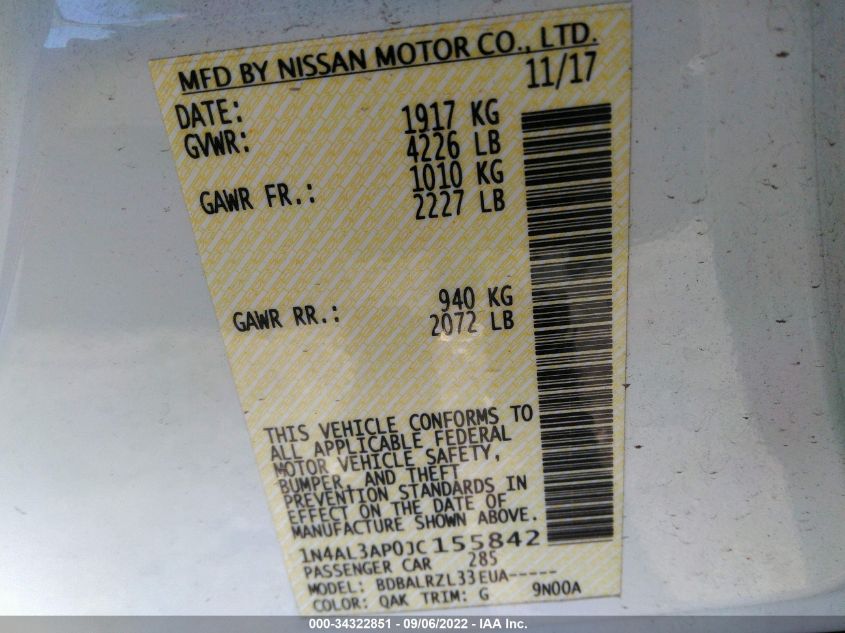 MFD BY NISSAN MOTOR CO., LTD.
DATE: 11/17
GVWR: 1917 KG
4226 LB
GAWR FR.: 1010 KG
2227 LB
GAWR RR.: 940 KG
2072 LB
THIS VEHICLE CONFORMS TO
ALL APPLICABLE FEDERAL
MOTOR VEHICLE SAFETY,
BUMPER, AND THEFT
PREVENTION STANDARDS IN
EFFECT ON THE DATE OF
MANUFACTURE SHOWN ABOVE.
1N4AL3AP0JC155842
PASSENGER CAR 285
MODEL: BDBALRZL33EUA-----
COLOR: QAK TRIM: G 9N00A
000-34322851 - 09/06/2022 - IAA Inc.